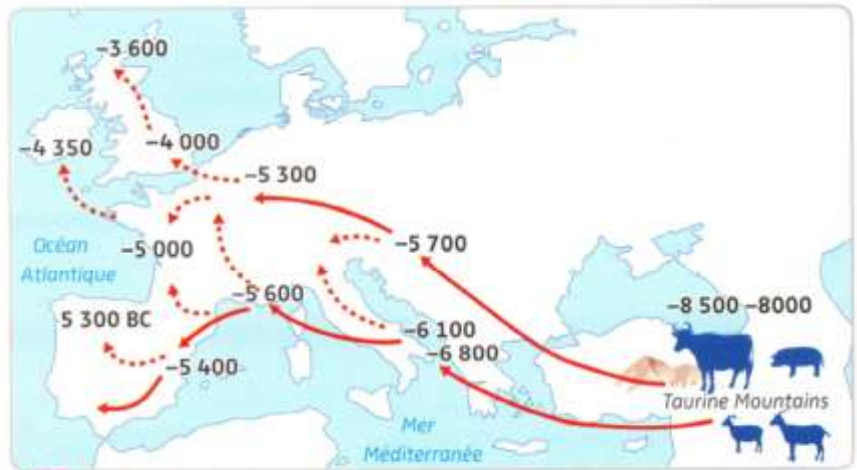 –3 600
–4 350
–4 000
–5 300
Océan
Atlantique
–5 000
–5 700
5 300 BC
–5 600
–8 500 –8000
–6 100
–6 800
–5 400
Taurine Mountains
Mer
Méditerranée